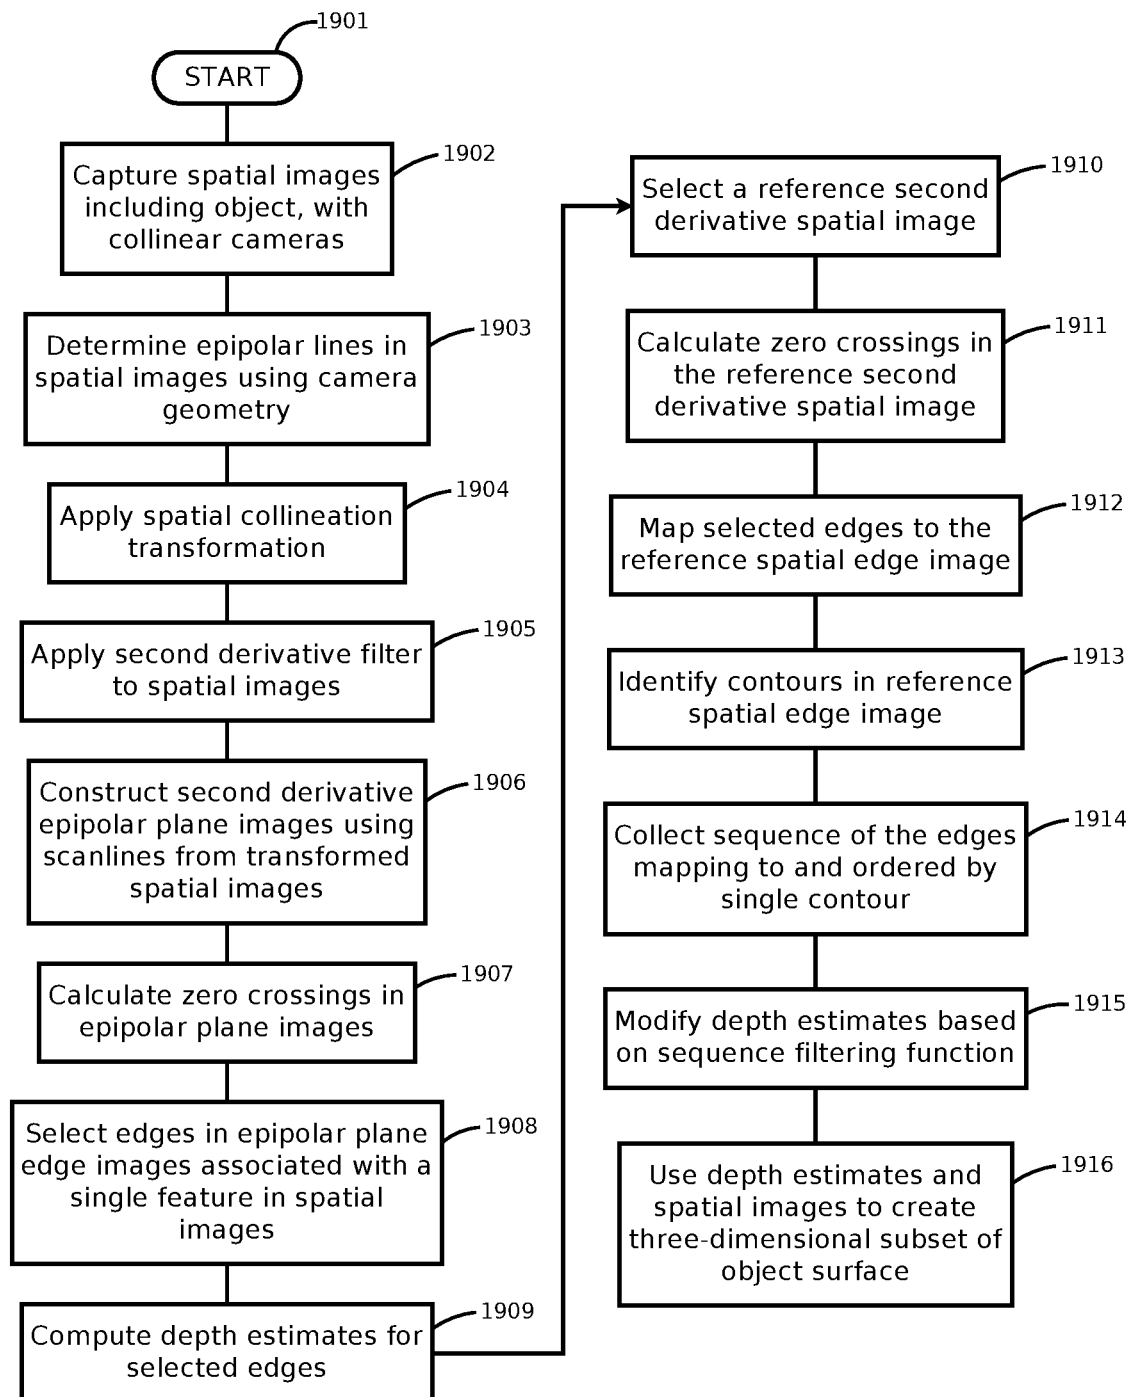 1901
START
1902
Capture spatial images
including object, with
collinear cameras
1903
Determine epipolar lines in
spatial images using camera
geometry
1904
Apply spatial collineation
transformation
1905
Apply second derivative filter
to spatial images
1906
Construct second derivative
epipolar plane images using
scanlines from transformed
spatial images
1907
Calculate zero crossings in
epipolar plane images
1908
Select edges in epipolar plane
edge images associated with a
single feature in spatial
images
1909
Compute depth estimates for
selected edges
1910
Select a reference second
derivative spatial image
1911
Calculate zero crossings in
the reference second
derivative spatial image
1912
Map selected edges to the
reference spatial edge image
1913
Identify contours in reference
spatial edge image
1914
Collect sequence of the edges
mapping to and ordered by
single contour
1915
Modify depth estimates based
on sequence filtering function
1916
Use depth estimates and
spatial images to create
three-dimensional subset of
object surface